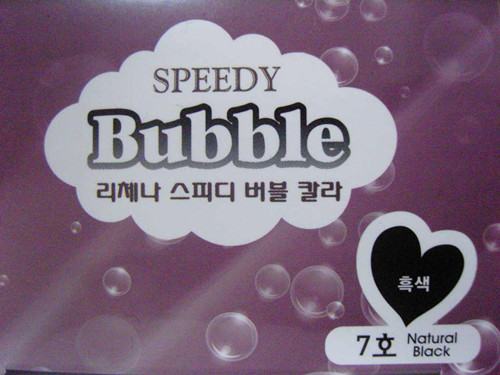 SPEEDY
Bubble
리체나 스피디 버블 칼라
흑색
7호 Natural Black